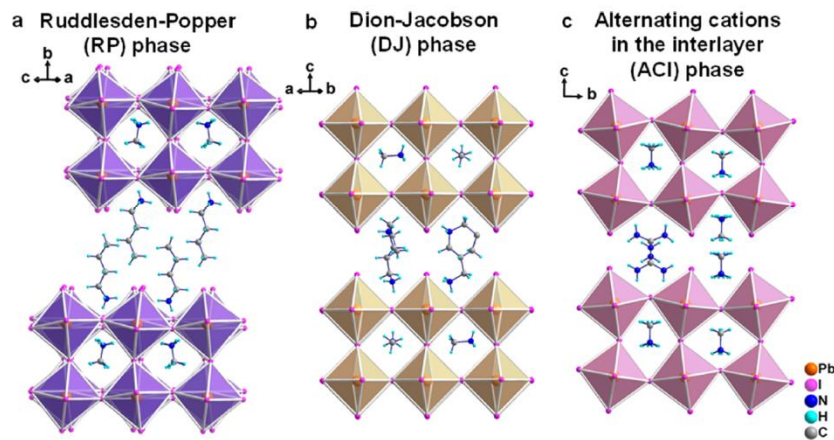 a Ruddlesden-Popper
(RP) phase
b
c a
b Dion-Jacobson
(DJ) phase
c
a b
c Alternating cations
in the interlayer
(ACI) phase
c
b
Pb
I
N
H
C